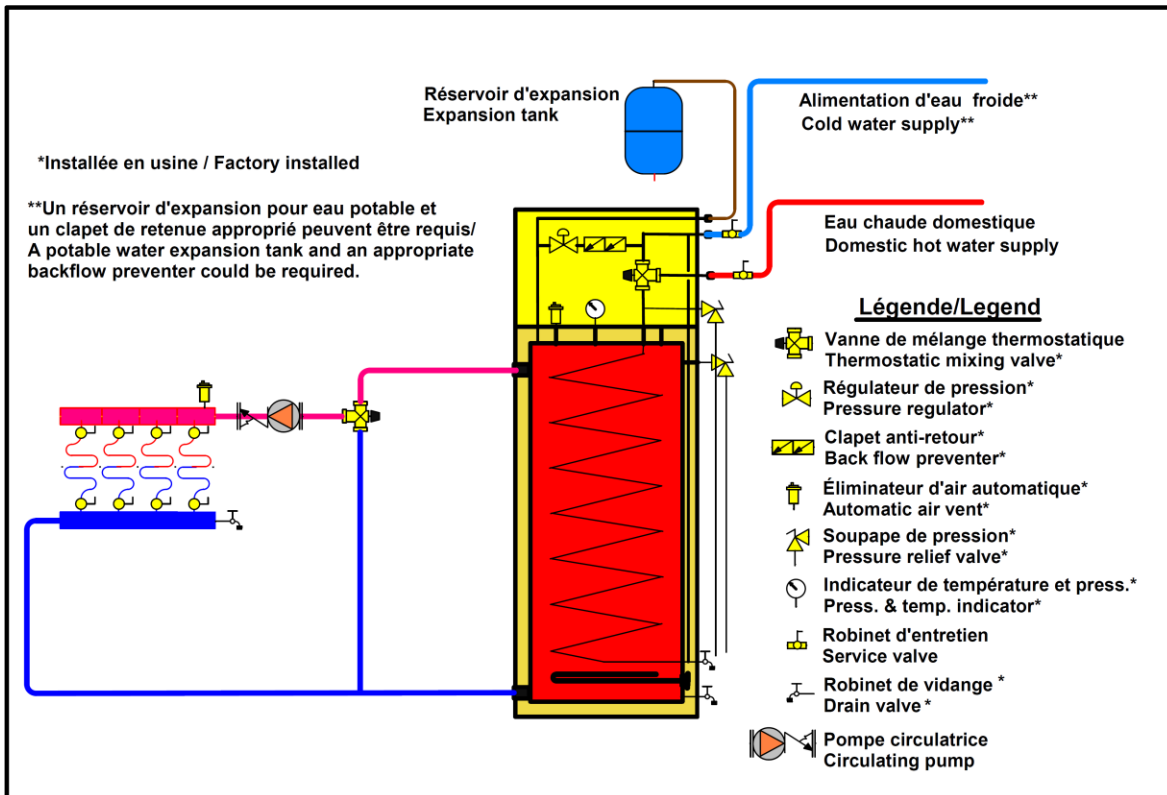 Réservoir d'expansion
Expansion tank
Alimentation d'eau froide**
Cold water supply**
*Installée en usine / Factory installed
**Un réservoir d'expansion pour eau potable et
un clapet de retenue approprié peuvent être requis/
A potable water expansion tank and an appropriate
backflow preventer could be required.
Eau chaude domestique
Domestic hot water supply
Légende/Legend
Vanne de mélange thermostatique
Thermostatic mixing valve*
Régulateur de pression*
Pressure regulator*
Clapet anti-retour*
Back flow preventer*
Éliminateur d'air automatique*
Automatic air vent*
Soupape de pression*
Pressure relief valve*
Indicateur de température et press.*
Press. & temp. indicator*
Robinet d'entretien
Service valve
Robinet de vidange *
Drain valve *
Pompe circulatrice
Circulating pump